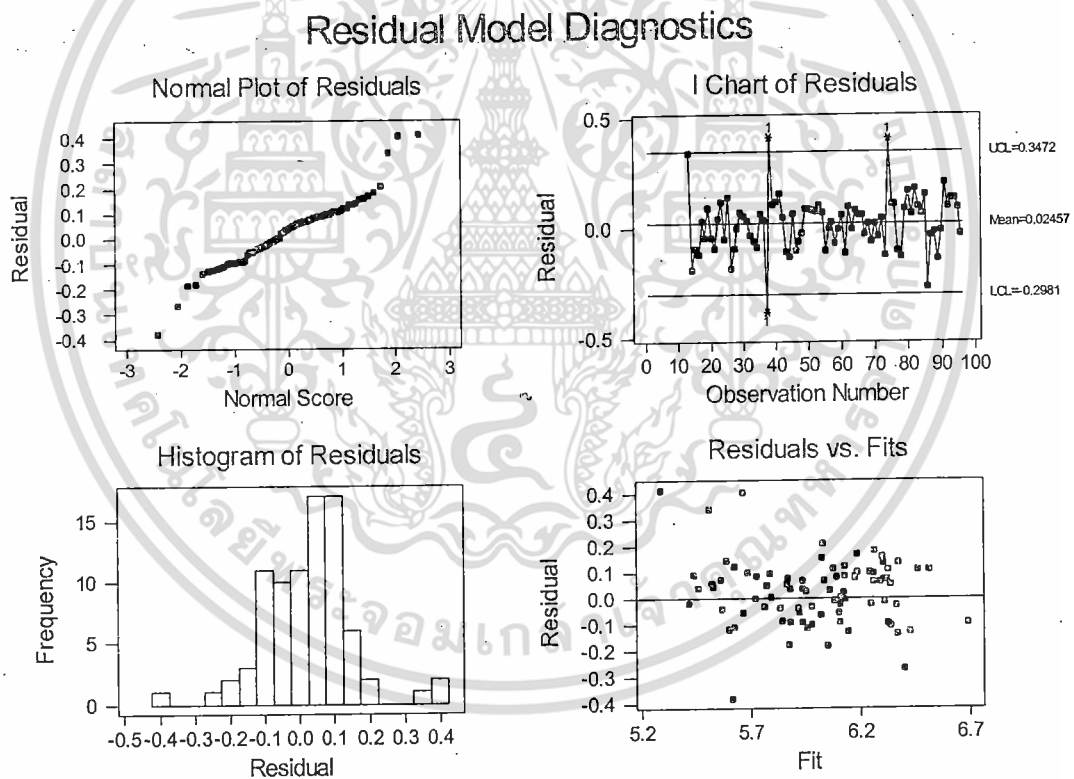 Residual Model Diagnostics
Normal Plot of Residuals
0.4
0.3
0.2
0.1
0.0
-0.1
-0.2
-0.3
-0.4
Residual
-3 -2 -1 0 1 2 3
Normal Score
I Chart of Residuals
0.5
0.0
-0.5
Residual
1 1
UCL=0.3472
Mean=0.02457
LCL=-0.2981
0 10 20 30 40 50 60 70 80 90 100
Observation Number
Histogram of Residuals
15
10
5
0
Frequency
-0.5 -0.4 -0.3 -0.2 -0.1 0.0 0.1 0.2 0.3 0.4
Residual
Residuals vs. Fits
0.4
0.3
0.2
0.1
0.0
-0.1
-0.2
-0.3
-0.4
Residual
5.2 5.7 6.2 6.7
Fit